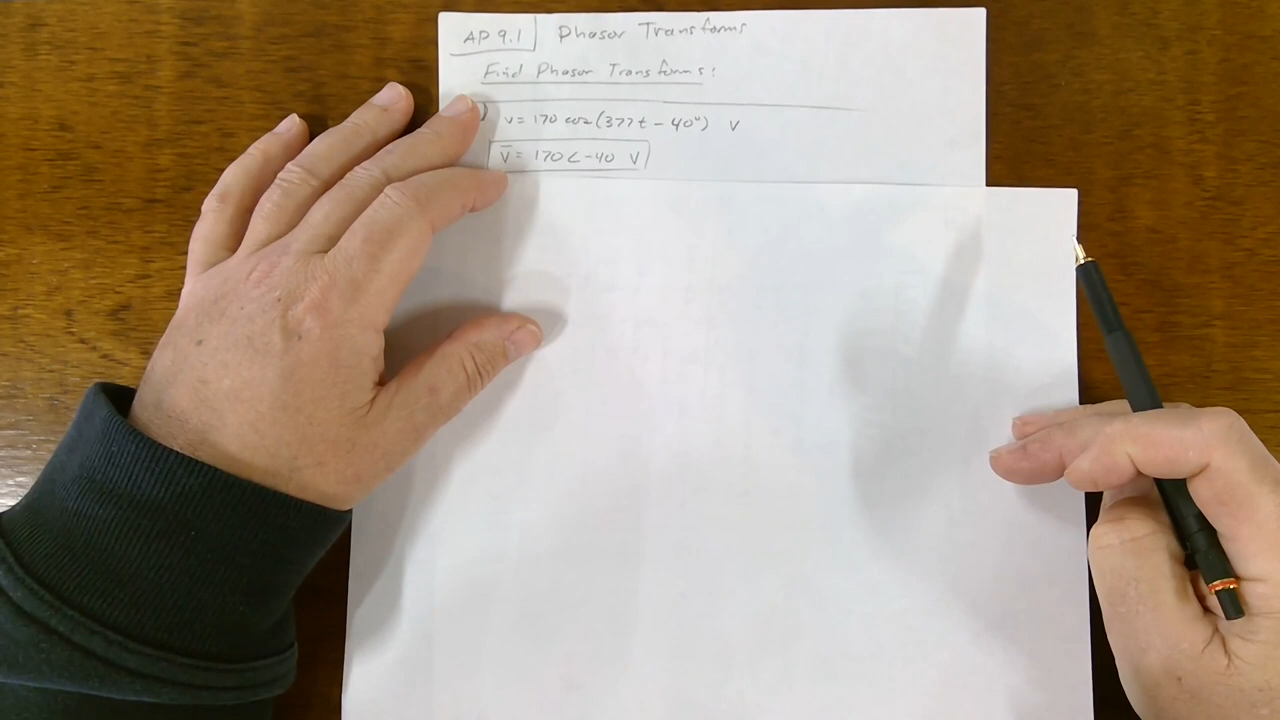 AP 9.1 Phasor Transforms
Find Phasor Transforms:
) v = 170 cos(377t - 40°) V
V̅ = 170∠-40 V